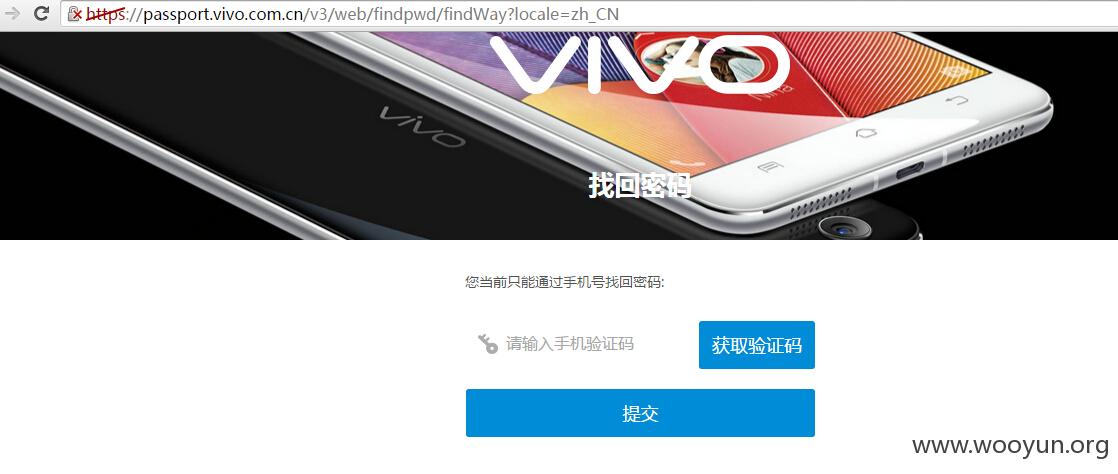 https://passport.vivo.com.cn/v3/web/findpwd/findWay?locale=zh_CN
vivo
vivo
找回密码
您当前只能通过手机号找回密码:
请输入手机验证码
获取验证码
提交
www.wooyun.org